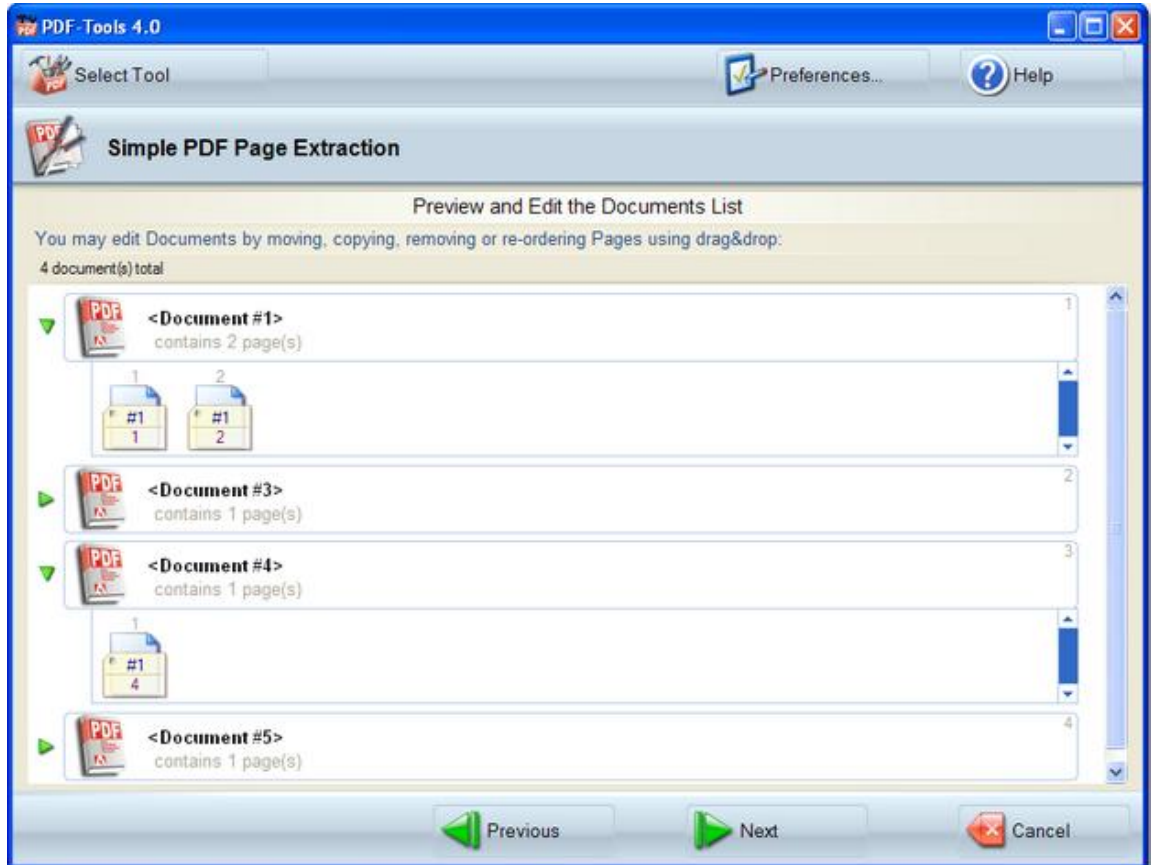 PDF-Tools 4.0
Select Tool
Preferences...
Help
Simple PDF Page Extraction
Preview and Edit the Documents List
You may edit Documents by moving, copying, removing or re-ordering Pages using drag&drop:
4 document(s) total
<Document #1>
1
contains 2 page(s)
1 2
#1 #1
1 2
<Document #3>
2
contains 1 page(s)
<Document #4>
3
contains 1 page(s)
1
#1
4
<Document #5>
4
contains 1 page(s)
Previous
Next
Cancel